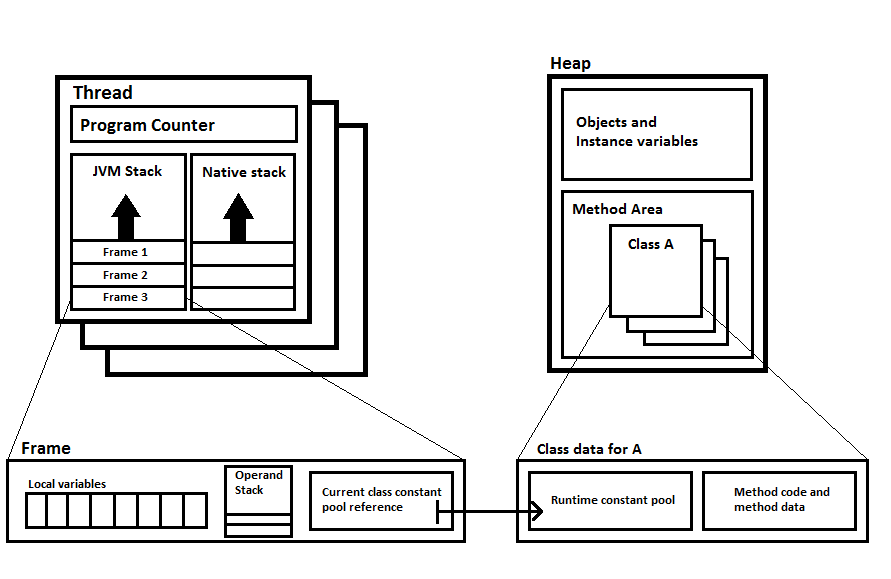 Heap
Thread
Program Counter
Objects and
Instance variables
JVM Stack
Native stack
Method Area
Class A
Frame 1
Frame 2
Frame 3
Frame
Class data for A
Local variables
Operand
Stack
Current class constant
pool reference
Runtime constant pool
Method code and
method data